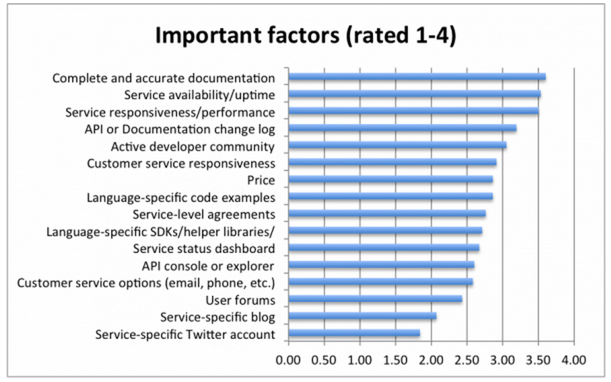 Important factors (rated 1-4)
Complete and accurate documentation
Service availability/uptime
Service responsiveness/performance
API or Documentation change log
Active developer community
Customer service responsiveness
Price
Language-specific code examples
Service-level agreements
Language-specific SDKs/helper libraries/
Service status dashboard
API console or explorer
Customer service options (email, phone, etc.)
User forums
Service-specific blog
Service-specific Twitter account
0.00 0.50 1.00 1.50 2.00 2.50 3.00 3.50 4.00